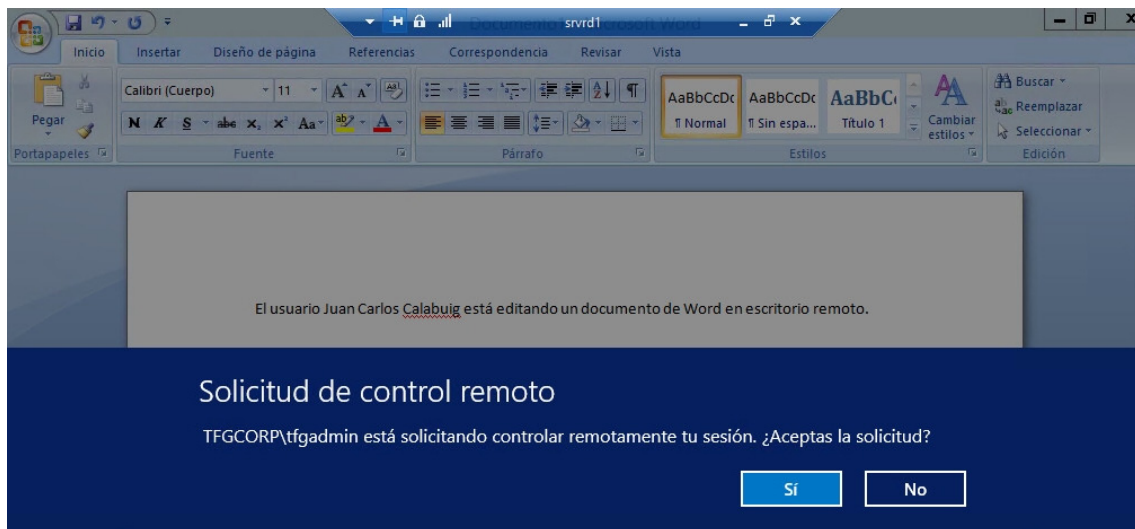 srvrd1
Inicio Insertar Diseño de página Referencias Correspondencia Revisar Vista
Pegar
Calibri (Cuerpo) 11
N K S abc X, X² Aa
AaBbCcDc AaBbCcDc AaBbC
¶ Normal ¶ Sin espa... Título 1
Cambiar
estilos
Buscar
Reemplazar
Seleccionar
Portapapeles Fuente Párrafo Estilos Edición
El usuario Juan Carlos Calabuig está editando un documento de Word en escritorio remoto.
Solicitud de control remoto
TFGCORP\tfgadmin está solicitando controlar remotamente tu sesión. ¿Aceptas la solicitud?
Sí No